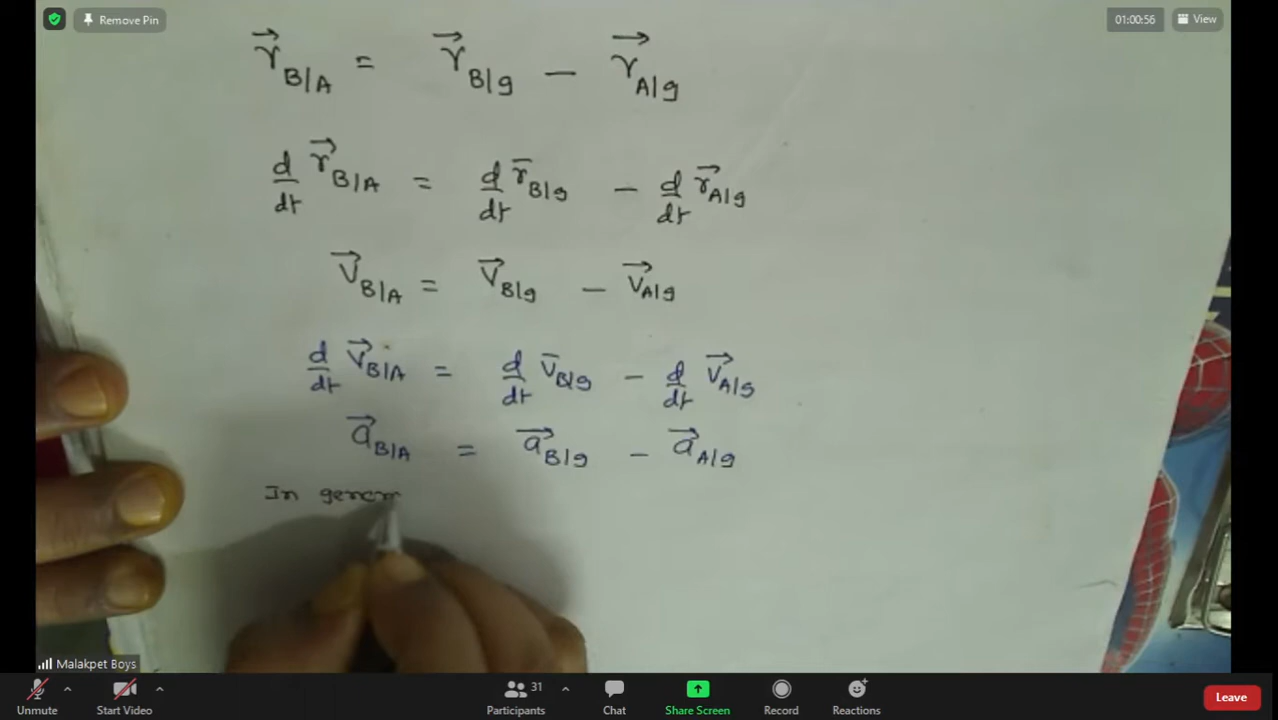 Remove Pin
01:00:56
View
r⃗B|A = r⃗B|g − r⃗A|g
d/dt r⃗B|A = d/dt r̄B|g − d/dt r⃗A|g
v⃗B|A = v⃗B|g − v⃗A|g
d/dt v⃗B|A = d/dt v̄B|g − d/dt v⃗A|g
a⃗B|A = a⃗B|g − a⃗A|g
In gener
Malakpet Boys
Unmute
Start Video
31
Participants
Chat
Share Screen
Record
Reactions
Leave